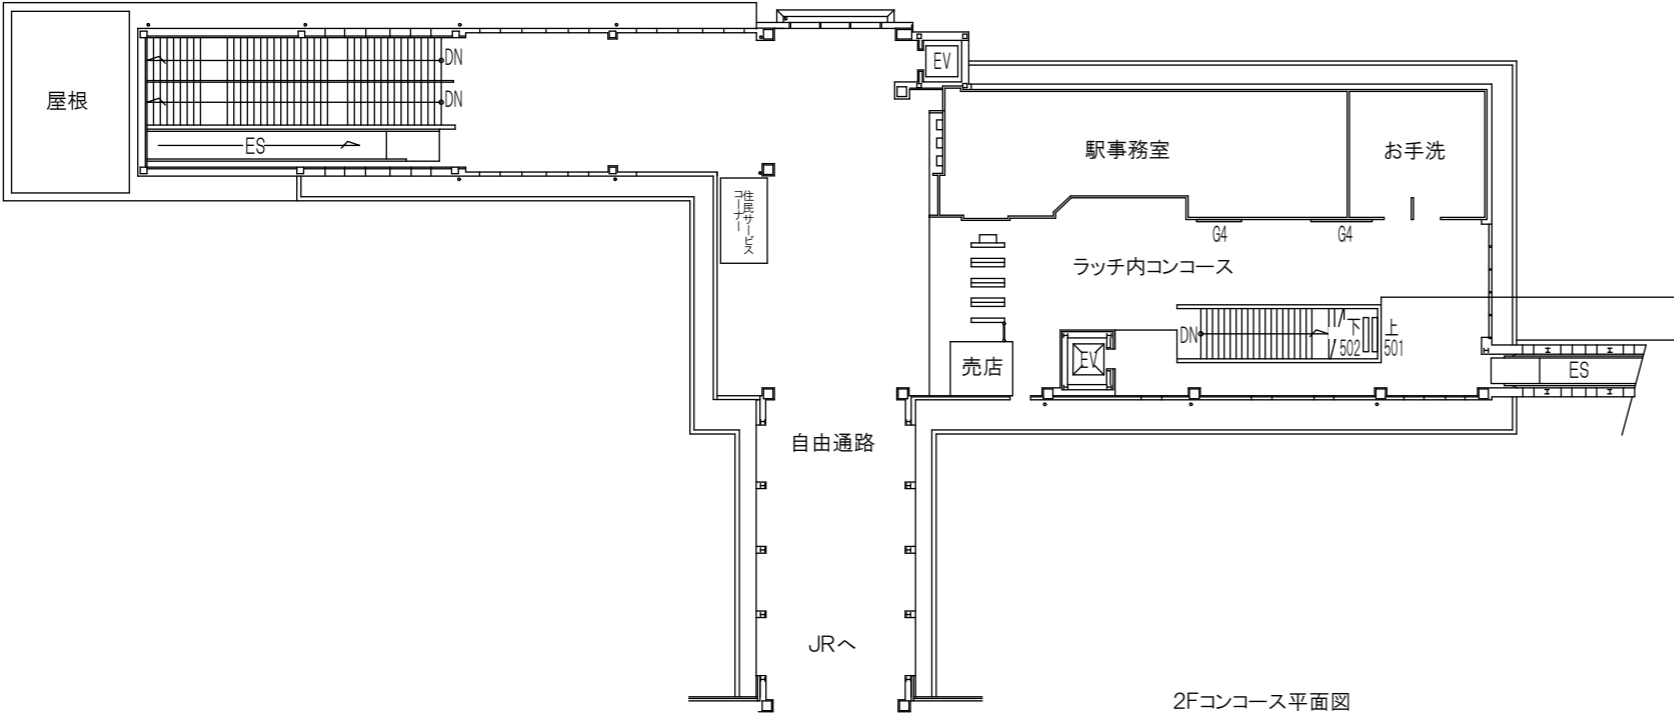 屋根
DN
DN
ES
EV
駅事務室
お手洗
住民サービス
コーナー
G4
G4
ラッチ内コンコース
DN
下
502
上
501
売店
EV
ES
自由通路
JRへ
2Fコンコース平面図